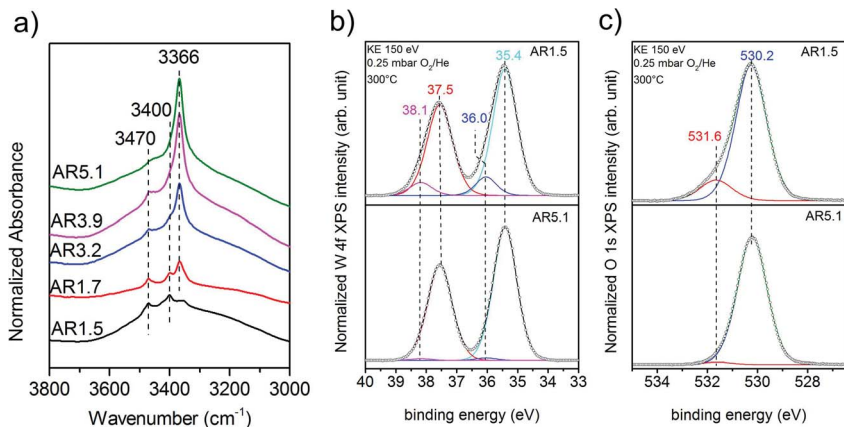 a)
3366
3400
3470
AR5.1
AR3.9
AR3.2
AR1.7
AR1.5
Normalized Absorbance
3800 3600 3400 3200 3000
Wavenumber (cm⁻¹)
b)
KE 150 eV
0.25 mbar O₂/He
300°C
AR1.5
35.4
37.5
38.1
36.0
AR5.1
Normalized W 4f XPS intensity (arb. unit)
40 39 38 37 36 35 34 33
binding energy (eV)
c)
KE 150 eV
0.25 mbar O₂/He
300°C
AR1.5
530.2
531.6
AR5.1
Normalized O 1s XPS intensity (arb. unit)
534 532 530 528
binding energy (eV)